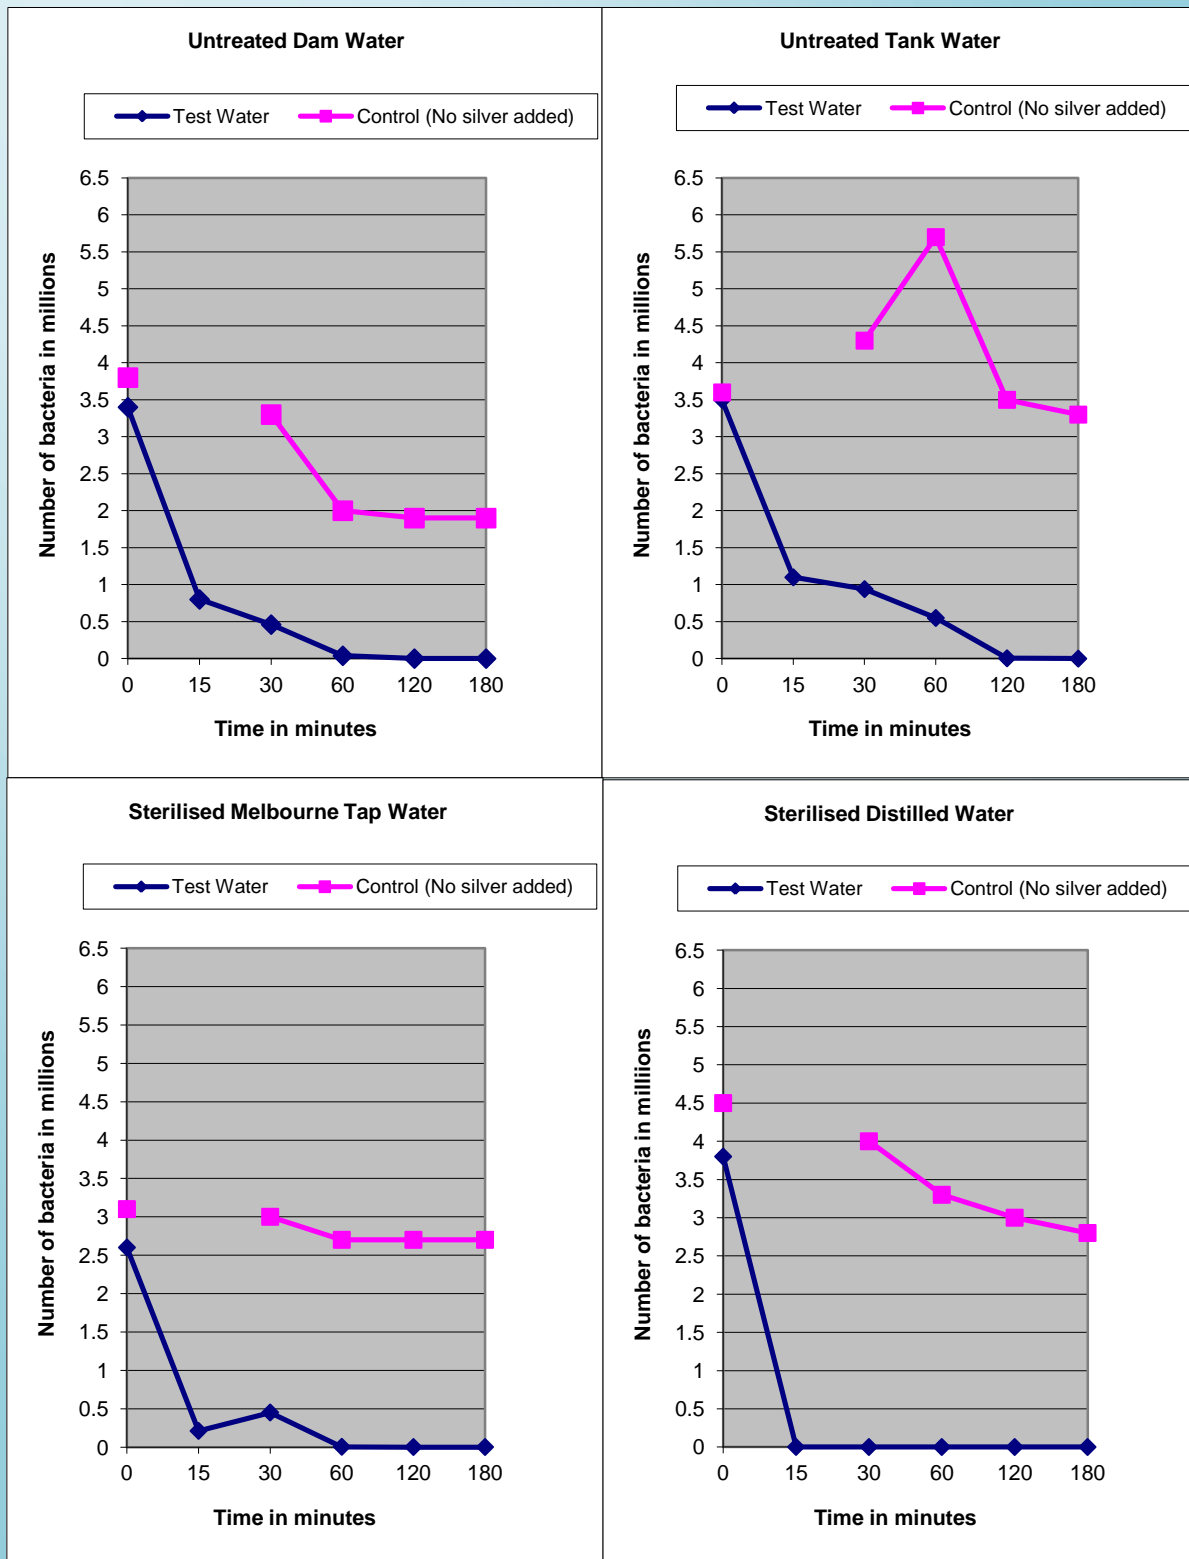 Untreated Dam Water
Test Water
Control (No silver added)
6.5
6
5.5
5
4.5
4
3.5
3
2.5
2
1.5
1
0.5
0
Number of bacteria in millions
0 15 30 60 120 180
Time in minutes
Untreated Tank Water
Test Water
Control (No silver added)
6.5
6
5.5
5
4.5
4
3.5
3
2.5
2
1.5
1
0.5
0
Number of bacteria in millions
0 15 30 60 120 180
Time in minutes
Sterilised Melbourne Tap Water
Test Water
Control (No silver added)
6.5
6
5.5
5
4.5
4
3.5
3
2.5
2
1.5
1
0.5
0
Number of bacteria in millions
0 15 30 60 120 180
Time in minutes
Sterilised Distilled Water
Test Water
Control (No silver added)
6.5
6
5.5
5
4.5
4
3.5
3
2.5
2
1.5
1
0.5
0
Number of bacteria in milliions
0 15 30 60 120 180
Time in minutes